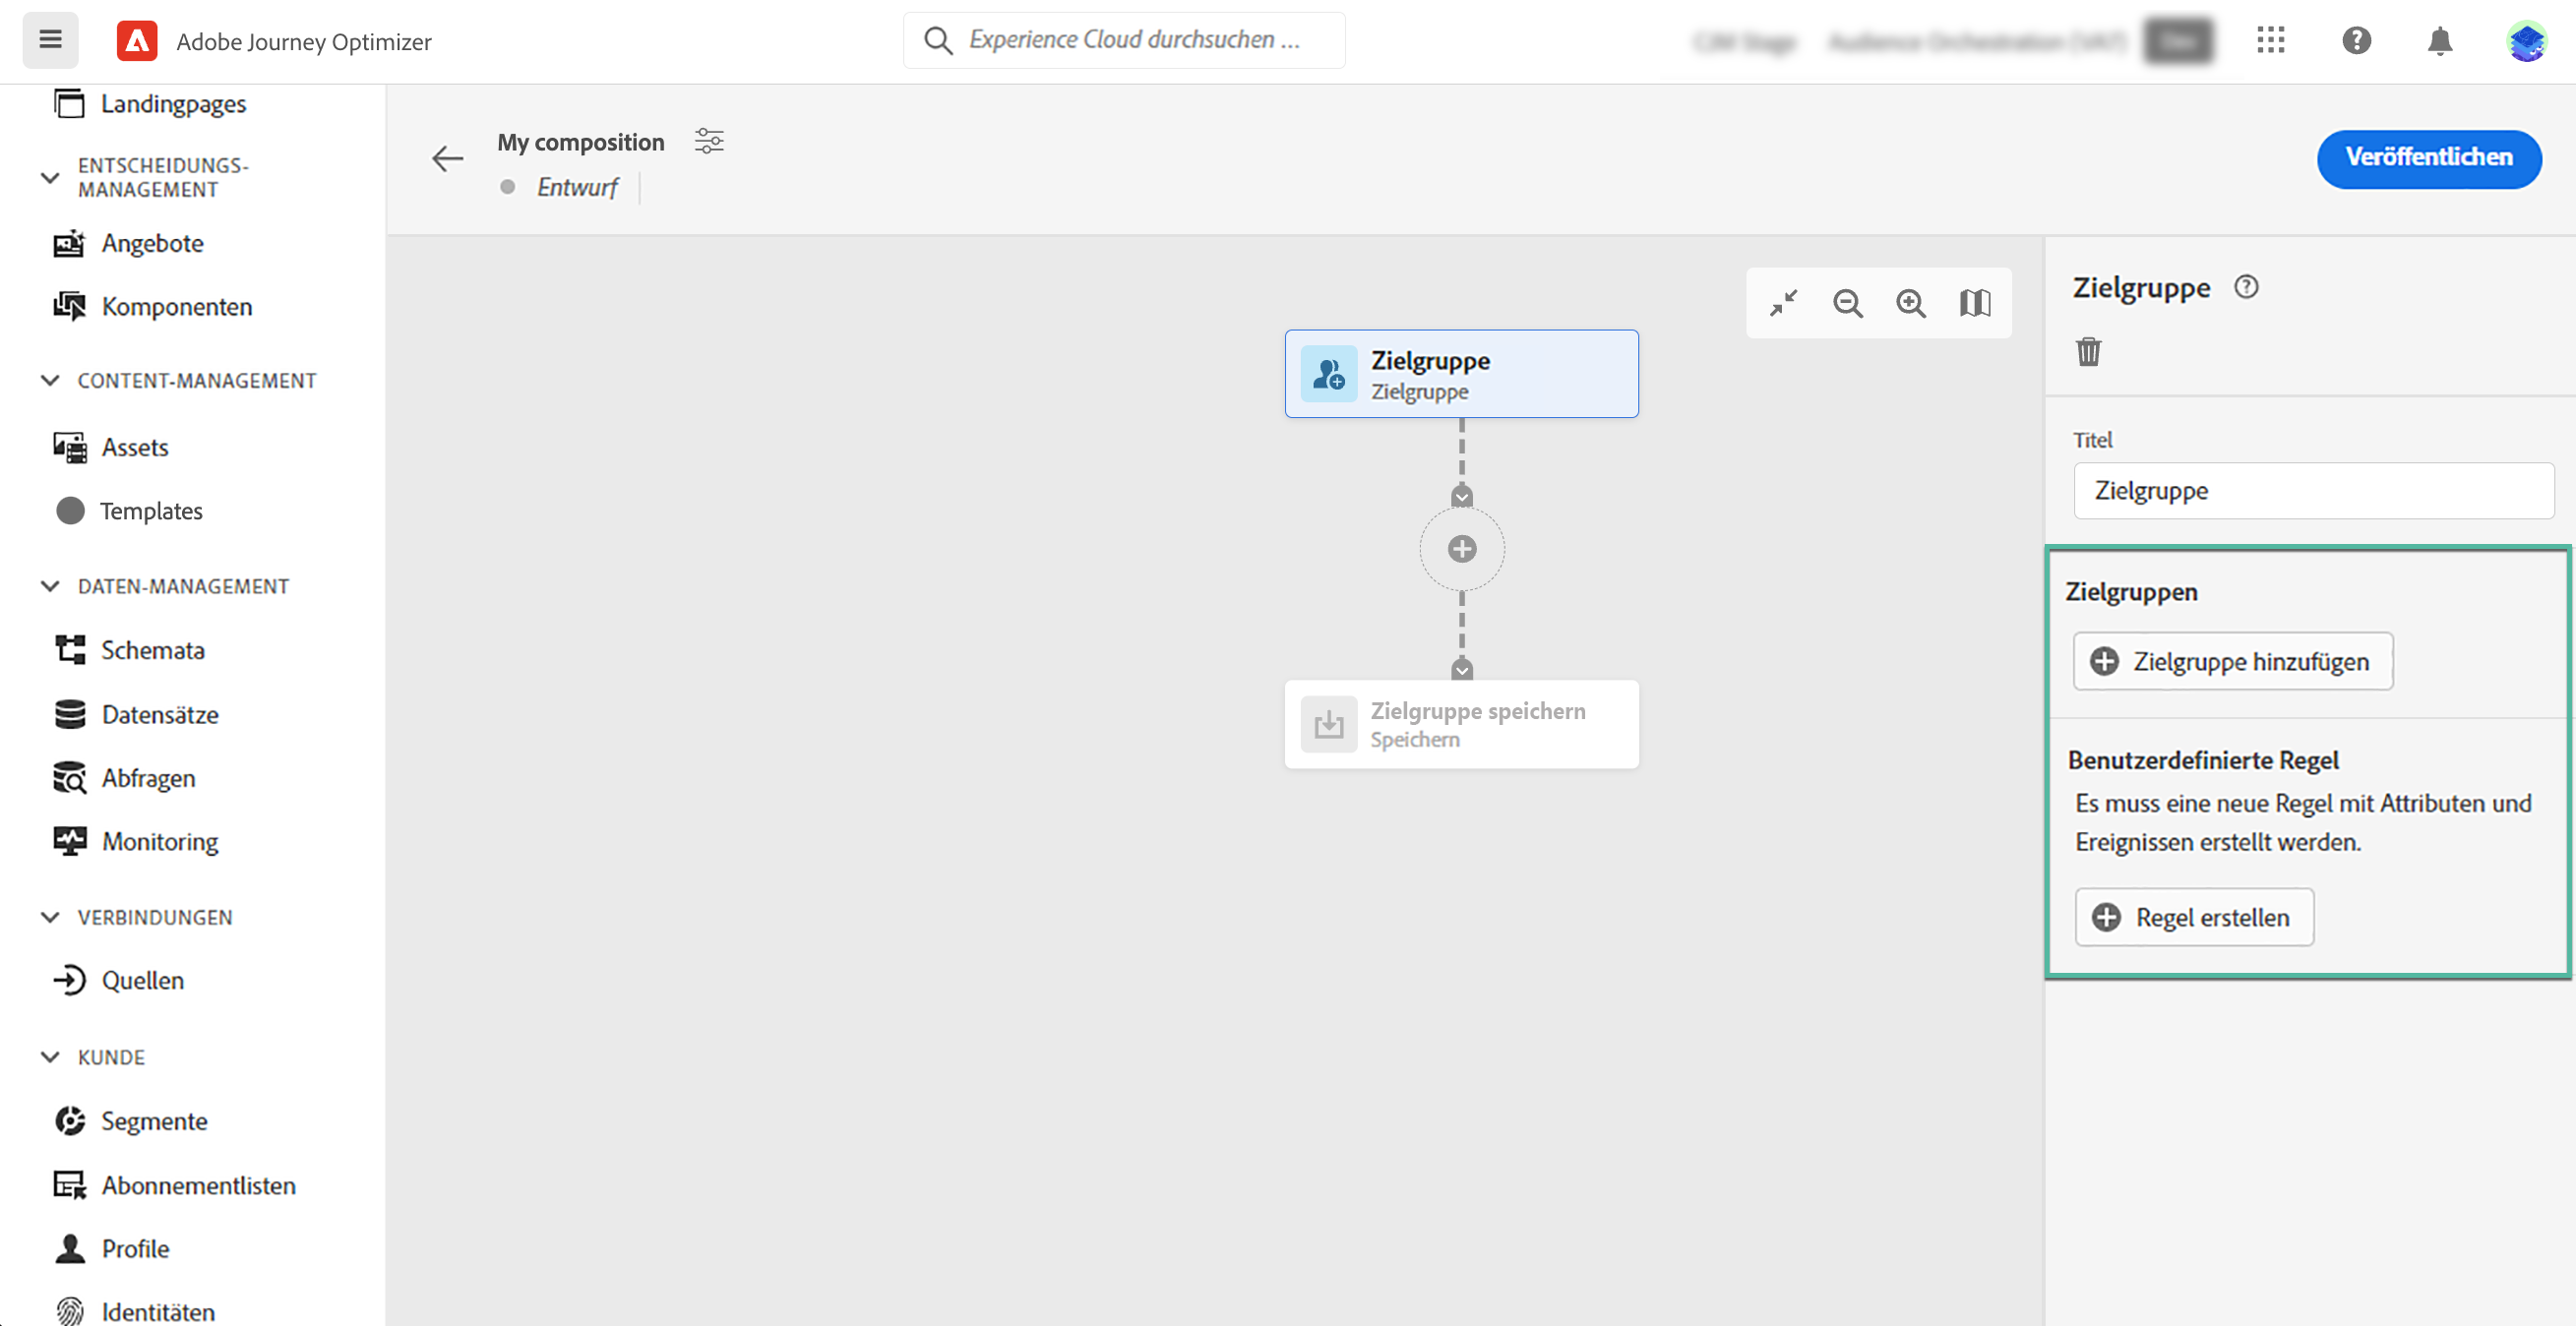 Adobe Journey Optimizer
Experience Cloud durchsuchen ...
Landingpages
ENTSCHEIDUNGS-
MANAGEMENT
Angebote
Komponenten
CONTENT-MANAGEMENT
Assets
Templates
DATEN-MANAGEMENT
Schemata
Datensätze
Abfragen
Monitoring
VERBINDUNGEN
Quellen
KUNDE
Segmente
Abonnementlisten
Profile
Identitäten
My composition
Entwurf
Veröffentlichen
Zielgruppe
Zielgruppe
Zielgruppe speichern
Speichern
Zielgruppe
Titel
Zielgruppe
Zielgruppen
Zielgruppe hinzufügen
Benutzerdefinierte Regel
Es muss eine neue Regel mit Attributen und
Ereignissen erstellt werden.
Regel erstellen